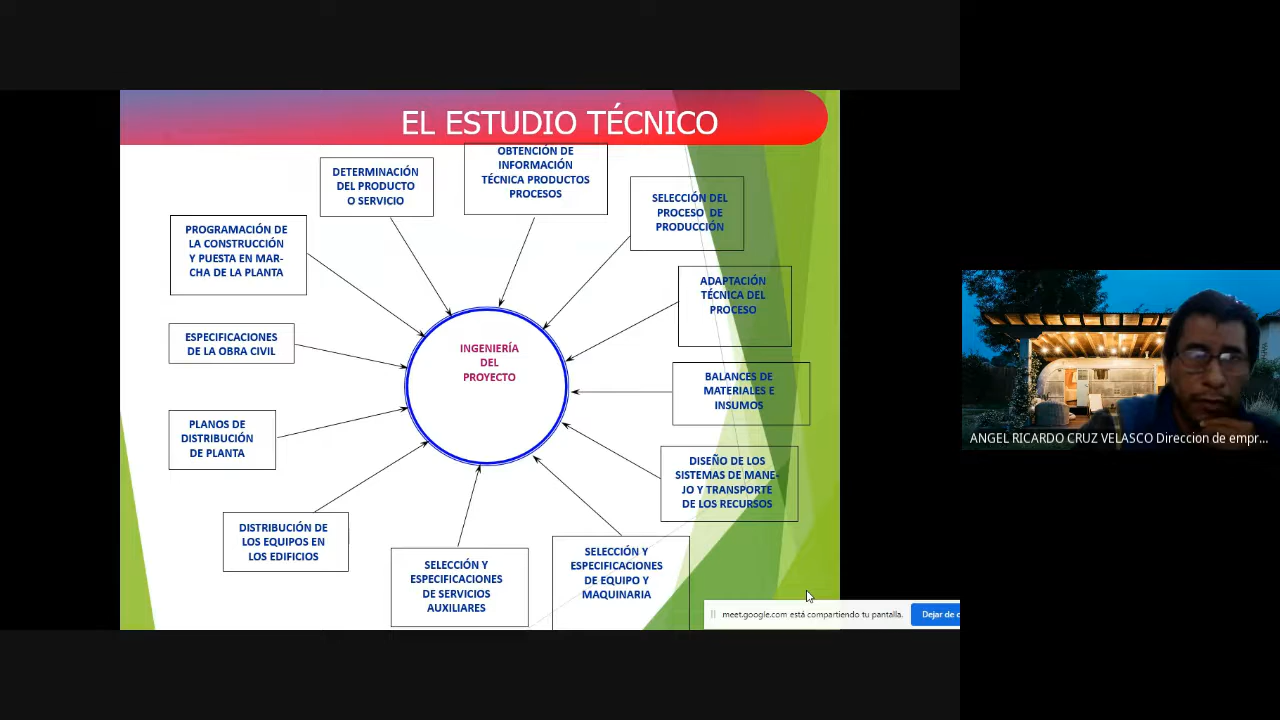 EL ESTUDIO TÉCNICO
OBTENCIÓN DE
INFORMACIÓN
TÉCNICA PRODUCTOS
PROCESOS
DETERMINACIÓN
DEL PRODUCTO
O SERVICIO
SELECCIÓN DEL
PROCESO DE
PRODUCCIÓN
PROGRAMACIÓN DE
LA CONSTRUCCIÓN
Y PUESTA EN MAR-
CHA DE LA PLANTA
ADAPTACIÓN
TÉCNICA DEL
PROCESO
ESPECIFICACIONES
DE LA OBRA CIVIL
INGENIERÍA
DEL
PROYECTO
BALANCES DE
MATERIALES E
INSUMOS
PLANOS DE
DISTRIBUCIÓN
DE PLANTA
DISEÑO DE LOS
SISTEMAS DE MANE-
JO Y TRANSPORTE
DE LOS RECURSOS
DISTRIBUCIÓN DE
LOS EQUIPOS EN
LOS EDIFICIOS
SELECCIÓN Y
ESPECIFICACIONES
DE SERVICIOS
AUXILIARES
SELECCIÓN Y
ESPECIFICACIONES
DE EQUIPO Y
MAQUINARIA
meet.google.com está compartiendo tu pantalla.
Dejar de c
ANGEL RICARDO CRUZ VELASCO Direccion de empr...